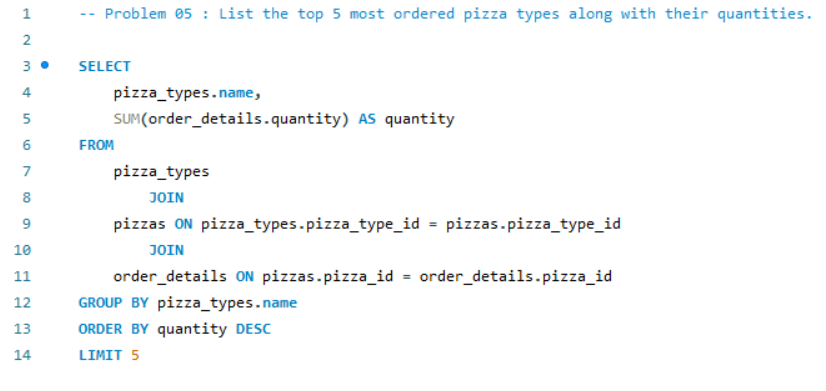 1 -- Problem 05 : List the top 5 most ordered pizza types along with their quantities.
2
3 SELECT
4 pizza_types.name,
5 SUM(order_details.quantity) AS quantity
6 FROM
7 pizza_types
8 JOIN
9 pizzas ON pizza_types.pizza_type_id = pizzas.pizza_type_id
10 JOIN
11 order_details ON pizzas.pizza_id = order_details.pizza_id
12 GROUP BY pizza_types.name
13 ORDER BY quantity DESC
14 LIMIT 5